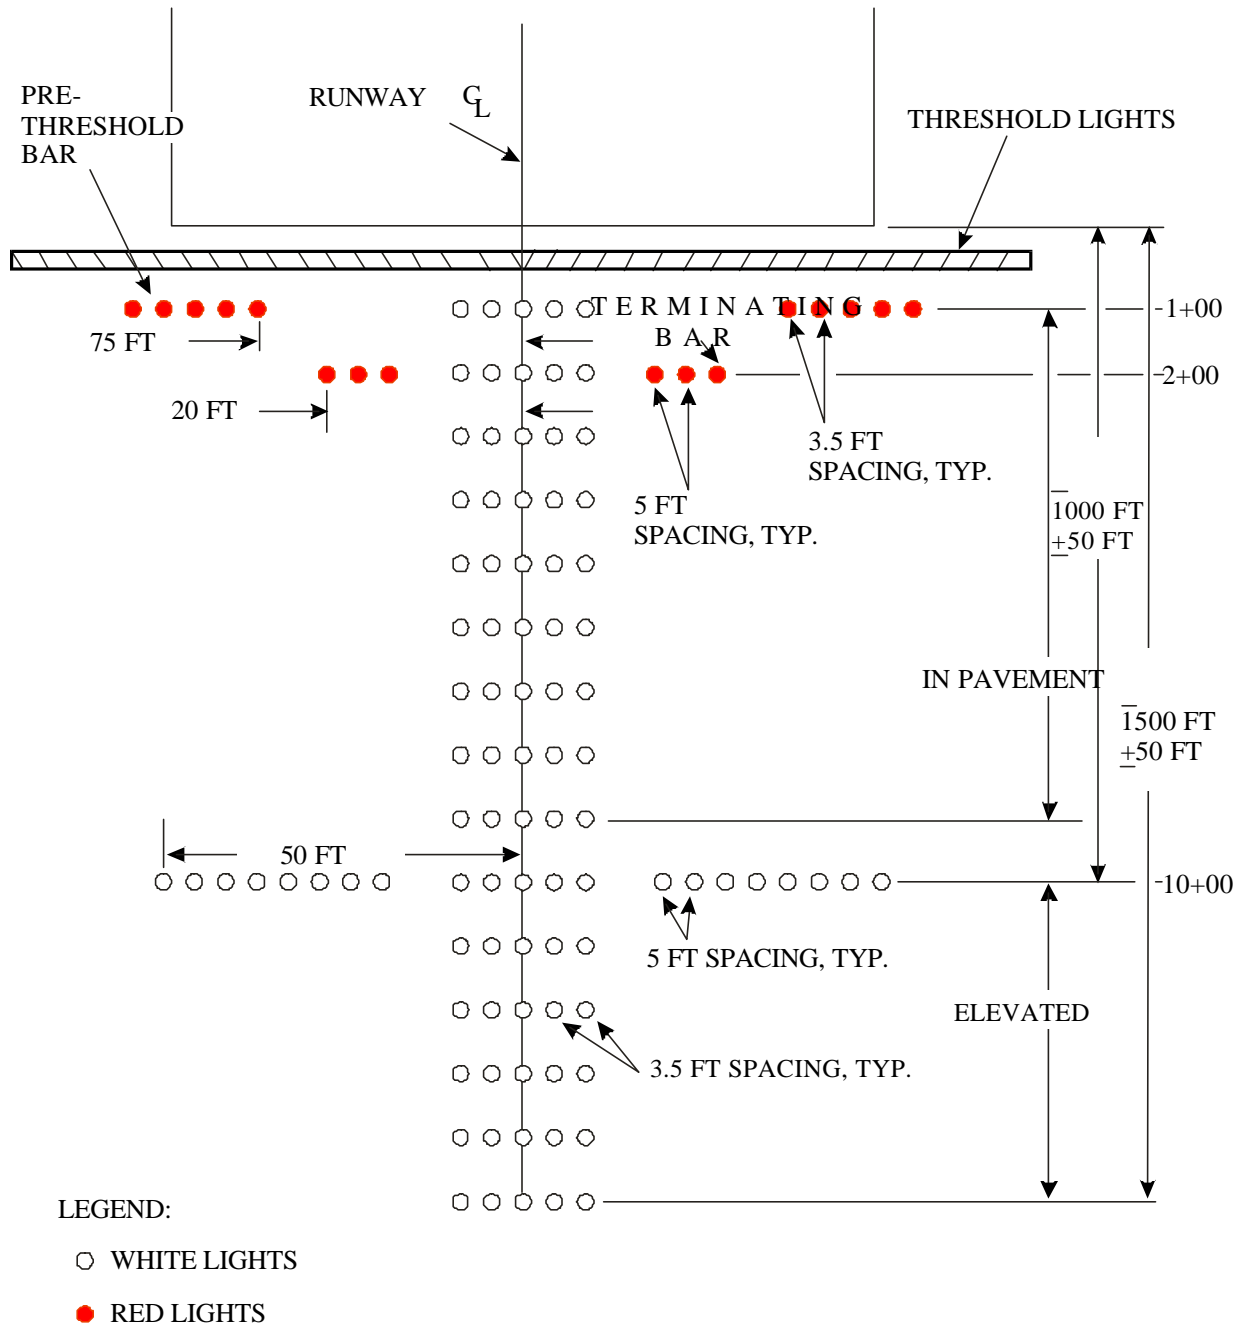 PRE-
THRESHOLD
BAR
RUNWAY CL
THRESHOLD LIGHTS
TERMINATING
BAR
1+00
75 FT
2+00
20 FT
3.5 FT
SPACING, TYP.
5 FT
SPACING, TYP.
1000 FT
+50 FT
IN PAVEMENT
1500 FT
+50 FT
50 FT
10+00
5 FT SPACING, TYP.
ELEVATED
3.5 FT SPACING, TYP.
LEGEND:
WHITE LIGHTS
RED LIGHTS